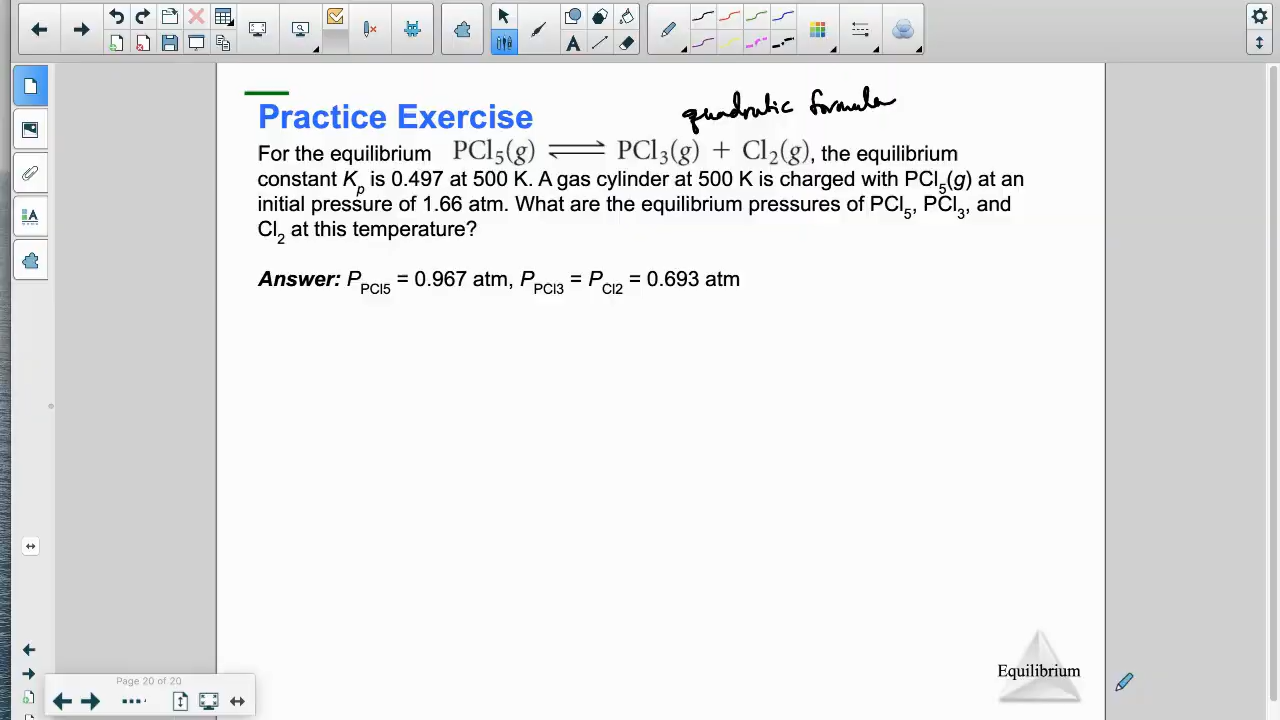 quadratic formula
Practice Exercise
For the equilibrium PCl₅(g) ⇌ PCl₃(g) + Cl₂(g), the equilibrium
constant Kₚ is 0.497 at 500 K. A gas cylinder at 500 K is charged with PCl₅(g) at an
initial pressure of 1.66 atm. What are the equilibrium pressures of PCl₅, PCl₃, and
Cl₂ at this temperature?
Answer: P PCl5 = 0.967 atm, P PCl3 = P Cl2 = 0.693 atm
Equilibrium
Page 20 of 20